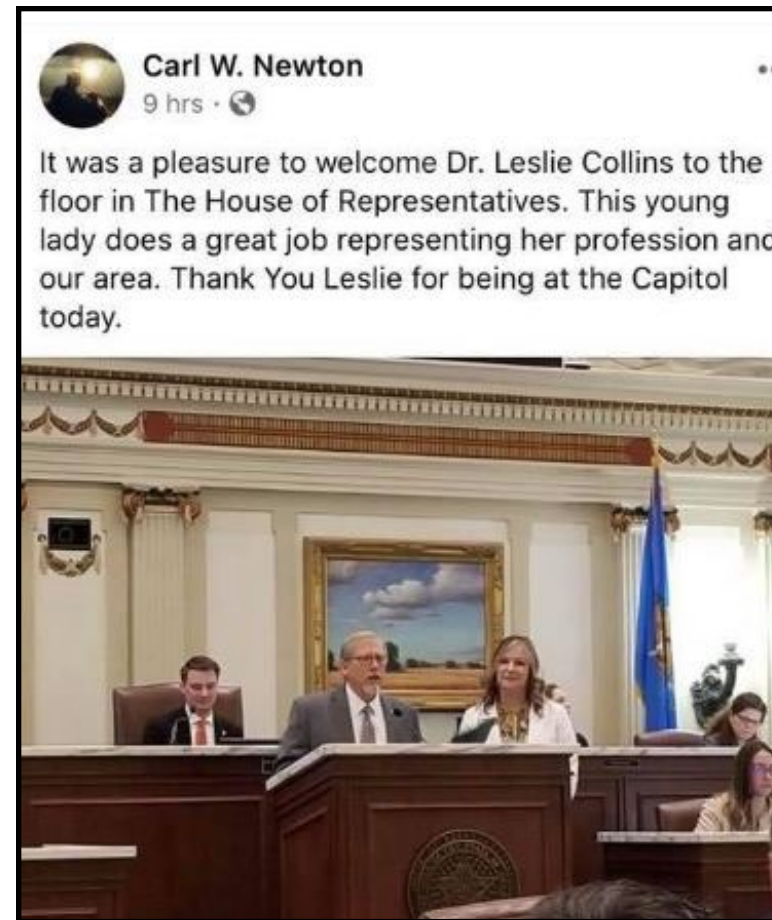 Carl W. Newton
9 hrs ·
It was a pleasure to welcome Dr. Leslie Collins to the
floor in The House of Representatives. This young
lady does a great job representing her profession and
our area. Thank You Leslie for being at the Capitol
today.